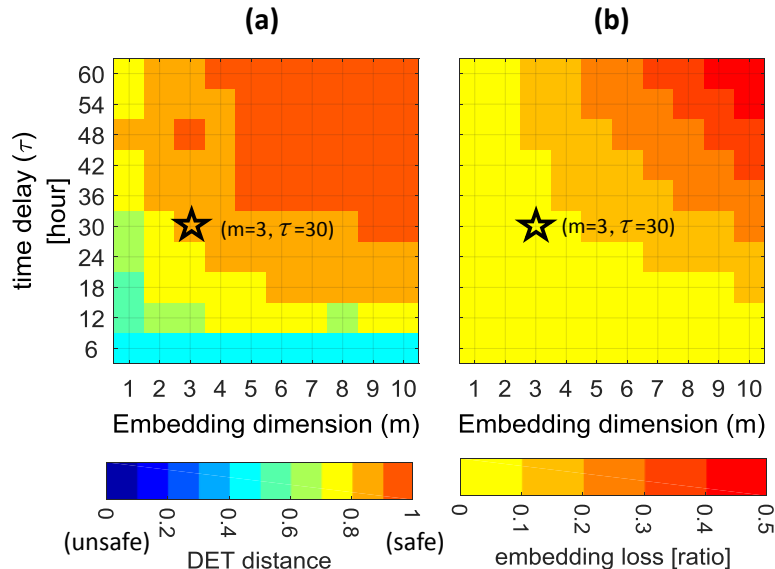 (a)
(b)
time delay (τ)
[hour]
60
54
48
42
36
30
24
18
12
6
(m=3, τ=30)
(m=3, τ=30)
1 2 3 4 5 6 7 8 9 10
1 2 3 4 5 6 7 8 9 10
Embedding dimension (m)
Embedding dimension (m)
0 0.2 0.4 0.6 0.8 1
(unsafe)
(safe)
DET distance
0 0.1 0.2 0.3 0.4 0.5
embedding loss [ratio]